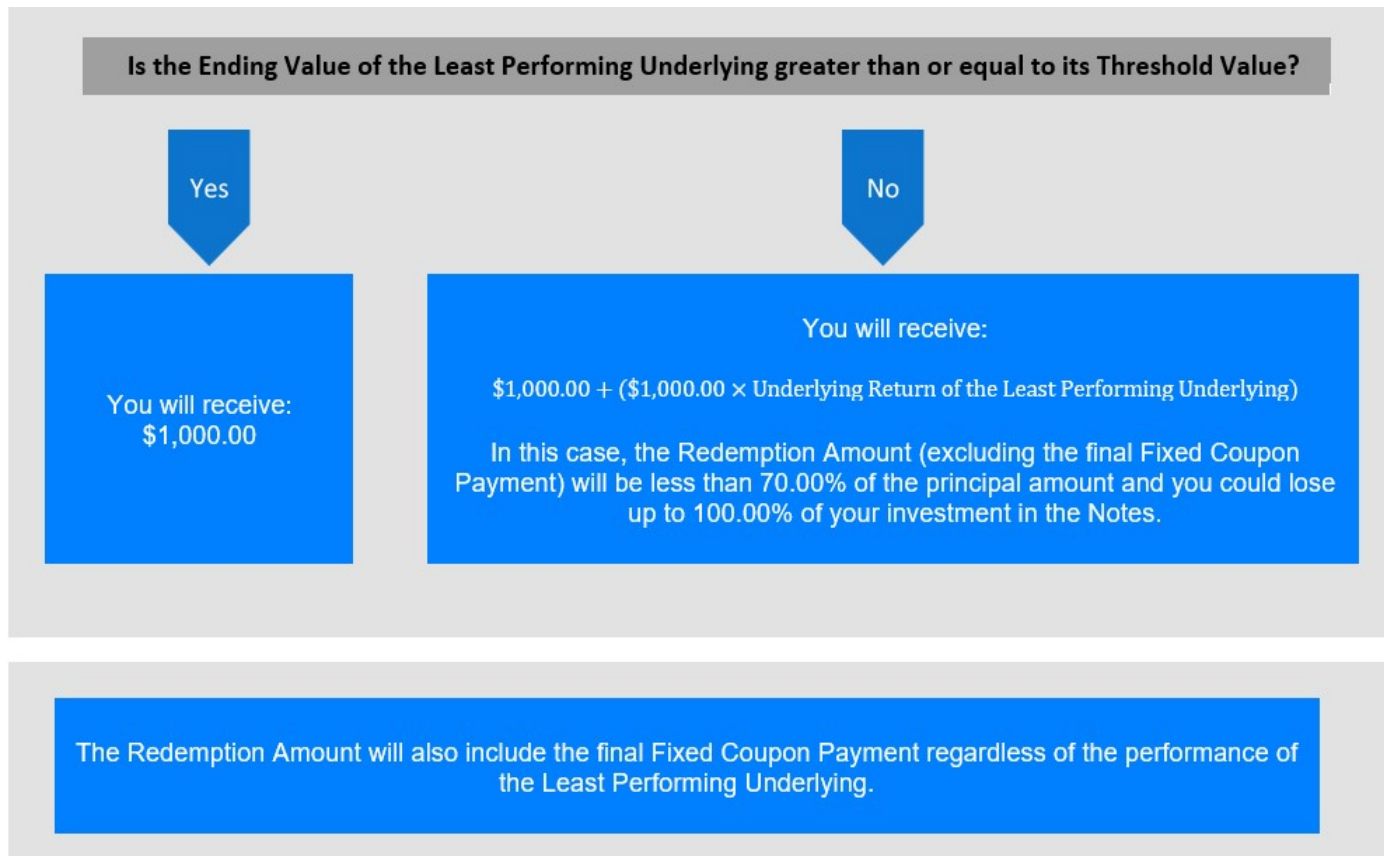 Is the Ending Value of the Least Performing Underlying greater than or equal to its Threshold Value?
Yes
No
You will receive:
$1,000.00
You will receive:
$1,000.00 + ($1,000.00 × Underlying Return of the Least Performing Underlying)
In this case, the Redemption Amount (excluding the final Fixed Coupon
Payment) will be less than 70.00% of the principal amount and you could lose
up to 100.00% of your investment in the Notes.
The Redemption Amount will also include the final Fixed Coupon Payment regardless of the performance of
the Least Performing Underlying.